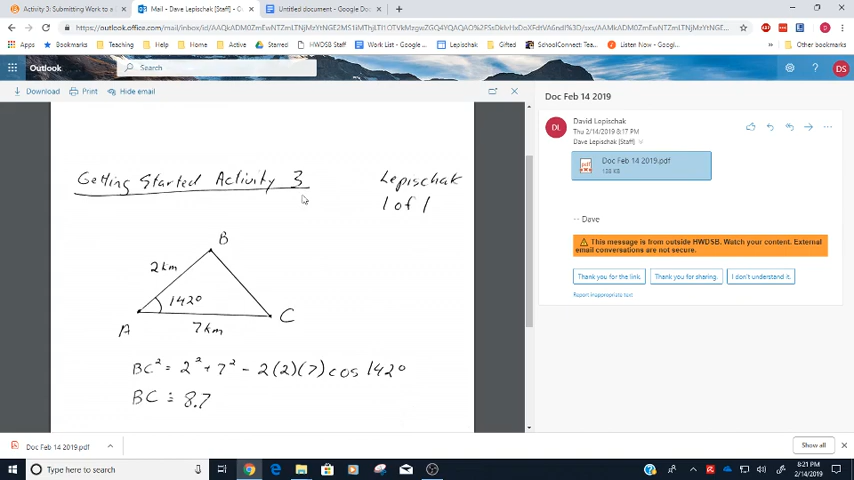 Activity 3: Submitting Work to a
Mail - Dave Lepischak [Staff] - O
Untitled document - Google Doc
Apps
Bookmarks
Folder
Help
Home
Active
Starred
HWDSB Staff
Work List - Google
Lepischak
Gifted
SchoolConnect: Tea
Listen Now - Googl
Other bookmarks
Outlook
Search
DS
Download
Print
Hide email
Doc Feb 14 2019
Getting Started Activity 3
Lepischak
1 of 1
B
2km
142°
A
7km
C
BC² = 2² + 7² - 2(2)(7) cos 142°
BC ≐ 8.7
DL
David Lepischak
Thu 2/14/2019 8:17 PM
Dave Lepischak [Staff]
Doc Feb 14 2019.pdf
138 KB
-- Dave
This message is from outside HWDSB. Watch your content. External
email conversations are not secure.
Thank you for the link.
Thank you for sharing.
I don't understand it.
Report inappropriate text
Doc Feb 14 2019.pdf
Show all
Type here to search
8:21 PM
2/14/2019